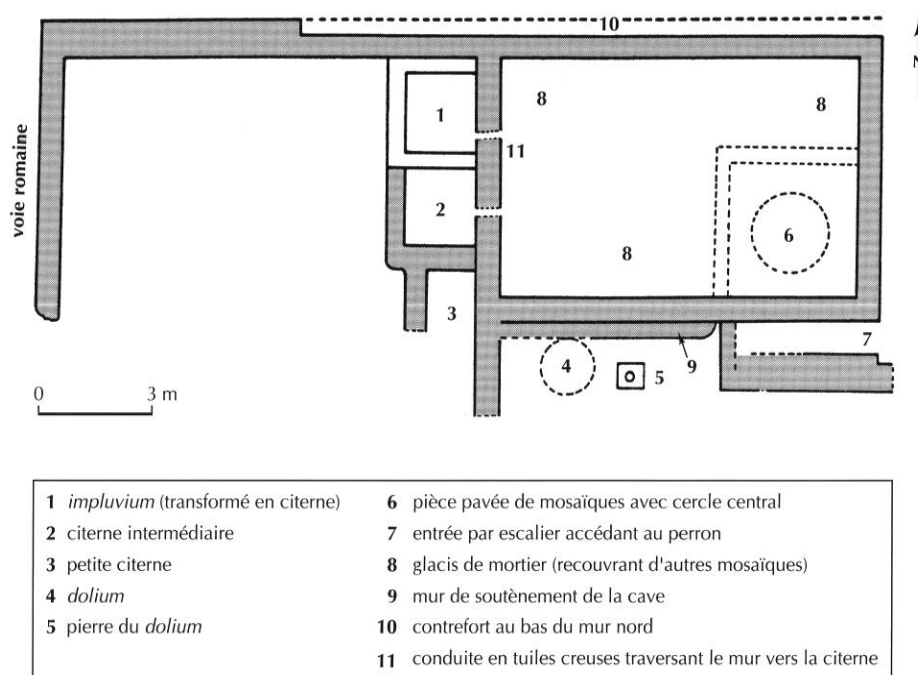 10
voie romaine
1
8
8
11
2
6
8
3
7
9
4
5
0 3 m
1 impluvium (transformé en citerne)
2 citerne intermédiaire
3 petite citerne
4 dolium
5 pierre du dolium
6 pièce pavée de mosaïques avec cercle central
7 entrée par escalier accédant au perron
8 glacis de mortier (recouvrant d'autres mosaïques)
9 mur de soutènement de la cave
10 contrefort au bas du mur nord
11 conduite en tuiles creuses traversant le mur vers la citerne